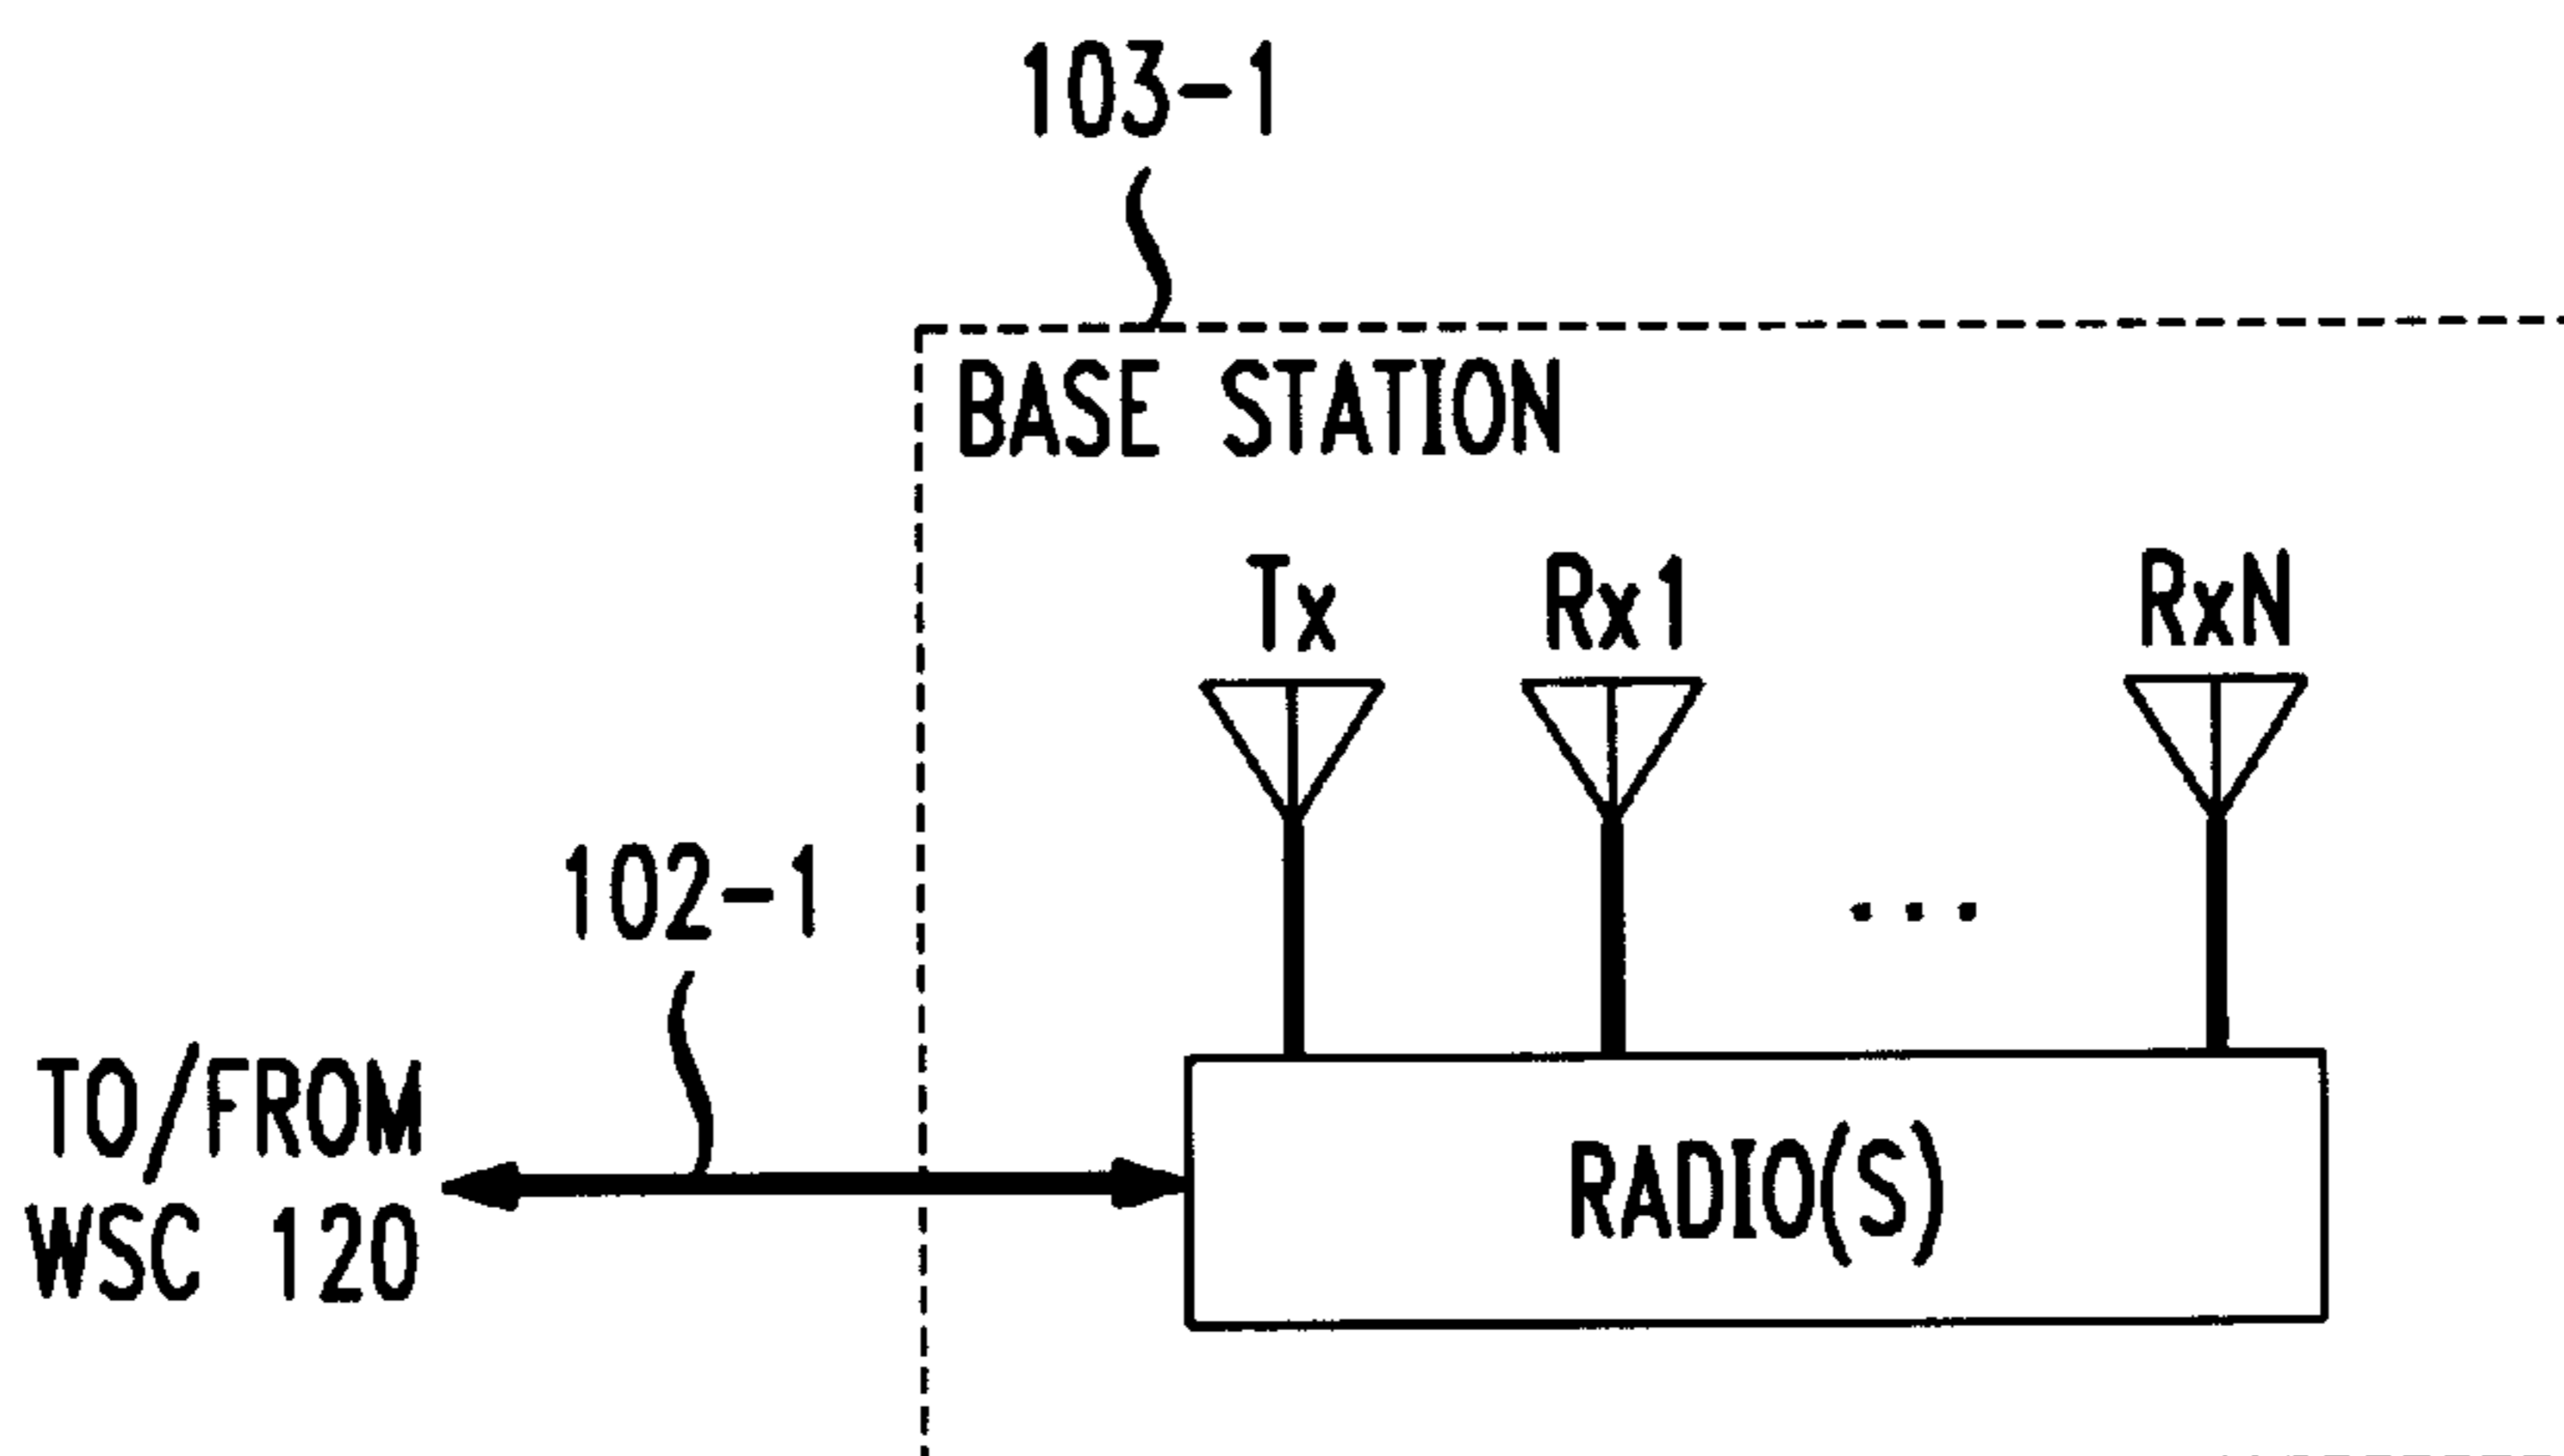 103-1
BASE STATION
Tx Rx1 RxN
...
102-1
TO/FROM
WSC 120
RADIO(S)